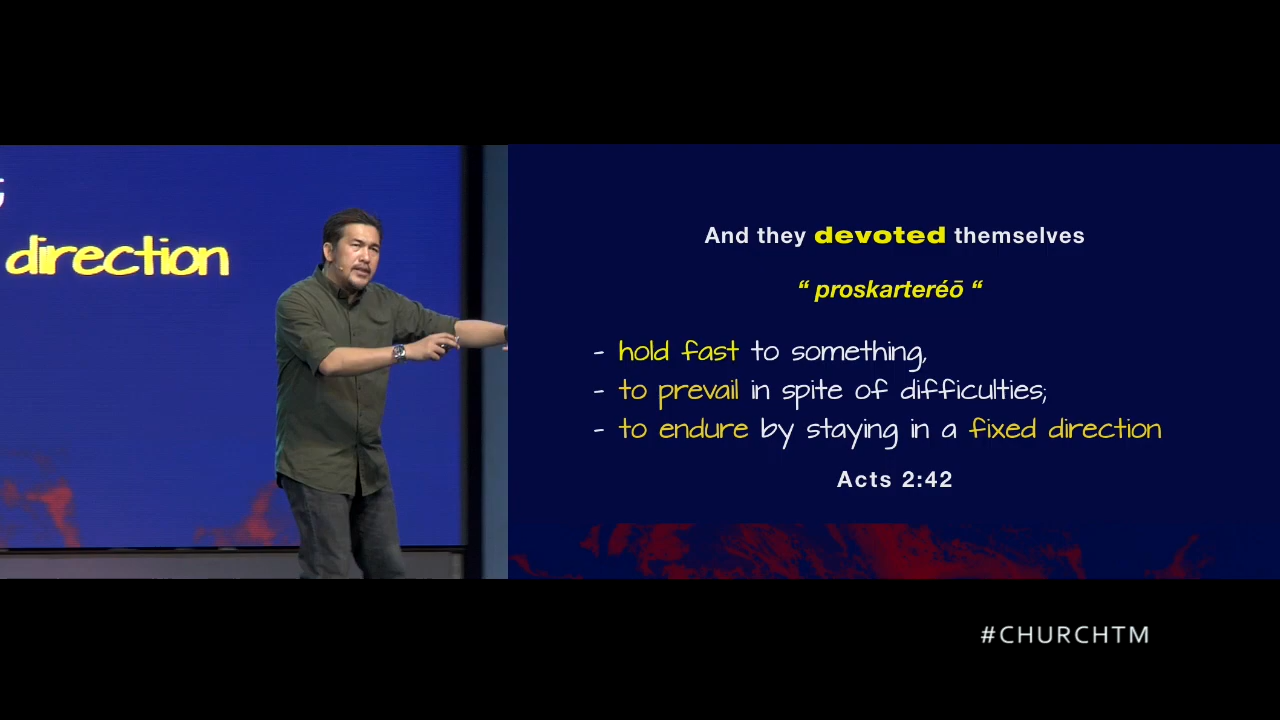 direction
And they devoted themselves
“ proskarteréō “
- hold fast to something,
- to prevail in spite of difficulties;
- to endure by staying in a fixed direction
Acts 2:42
#CHURCHTM